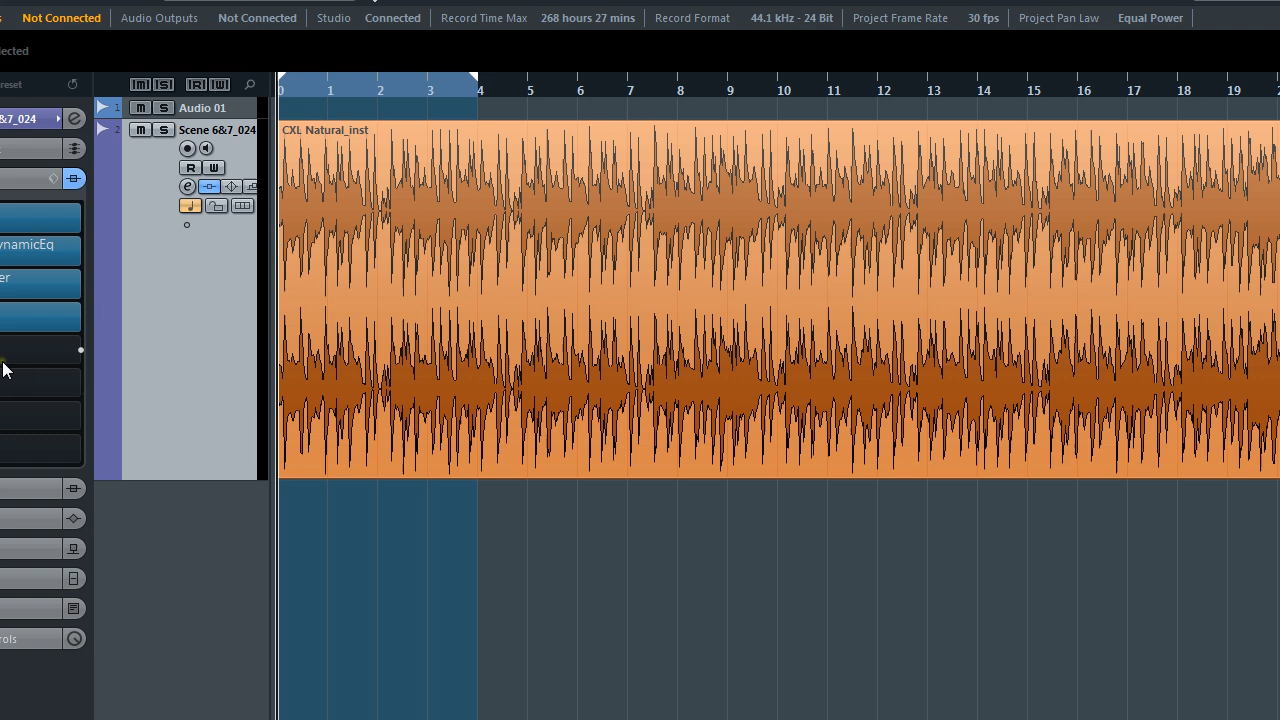 s Not Connected Audio Outputs Not Connected Studio Connected Record Time Max 268 hours 27 mins Record Format 44.1 kHz - 24 Bit Project Frame Rate 30 fps Project Pan Law Equal Power
lected
reset M S R W
0 1 2 3 4 5 6 7 8 9 10 11 12 13 14 15 16 17 18 19 2
1 M S Audio 01
&7_024 e
2 M S Scene 6&7_024
CXL Natural_inst
R W
e
ynamicEq
er
rols